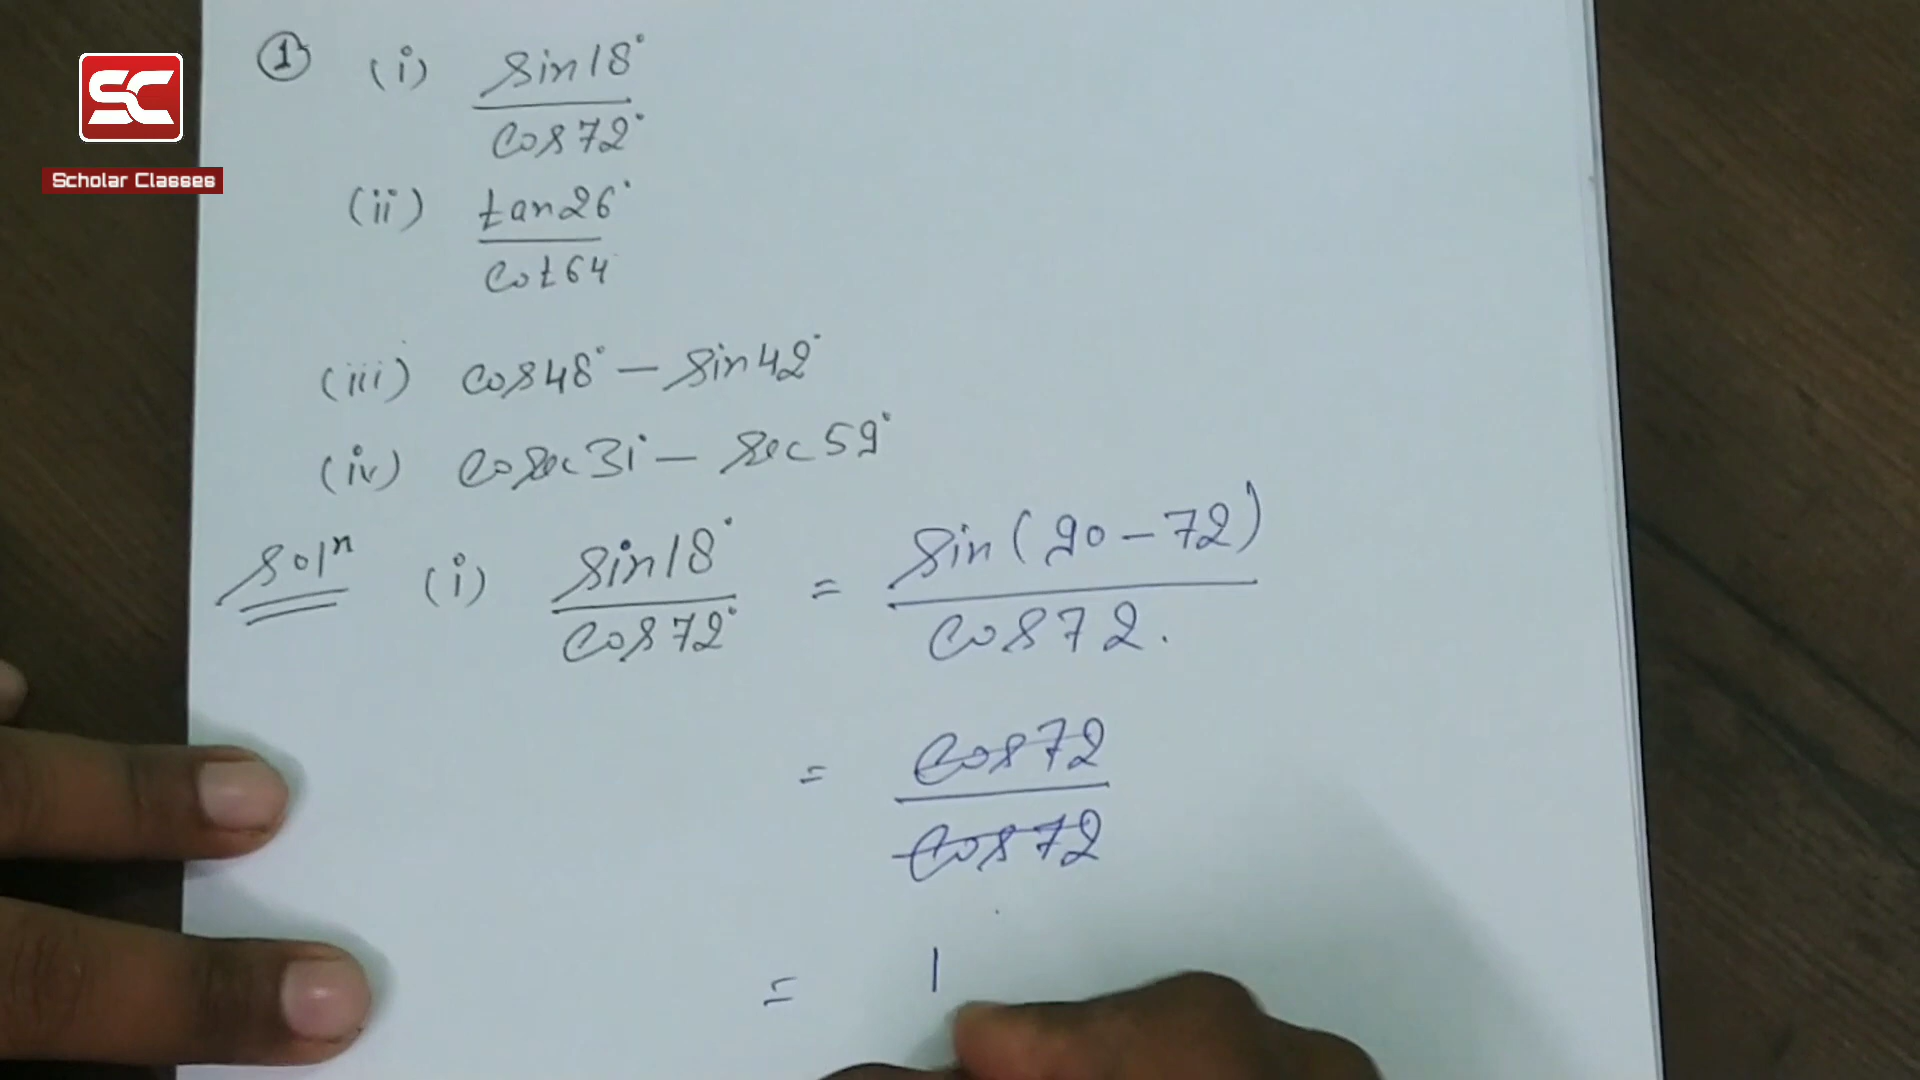 SC
Scholar Classes
① (i) sin18° / cos72°
(ii) tan26° / cot64
(iii) cos48° – sin42°
(iv) cosec31° – sec59°
Solⁿ (i) sin18° / cos72° = sin(90–72) / cos72.
= cos72 / cos72
= 1